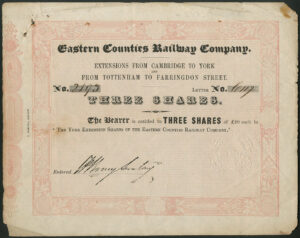 Eastern Counties Railway Company.
EXTENSIONS FROM CAMBRIDGE TO YORK
AND
FROM TOTTENHAM TO FARRINGDON STREET.
No. 2195 LETTER No.
THREE SHARES.
The Bearer is entitled to THREE SHARES of £10 each in
"THE YORK EXTENSION SHARES OF THE EASTERN COUNTIES RAILWAY COMPANY."
Entered,